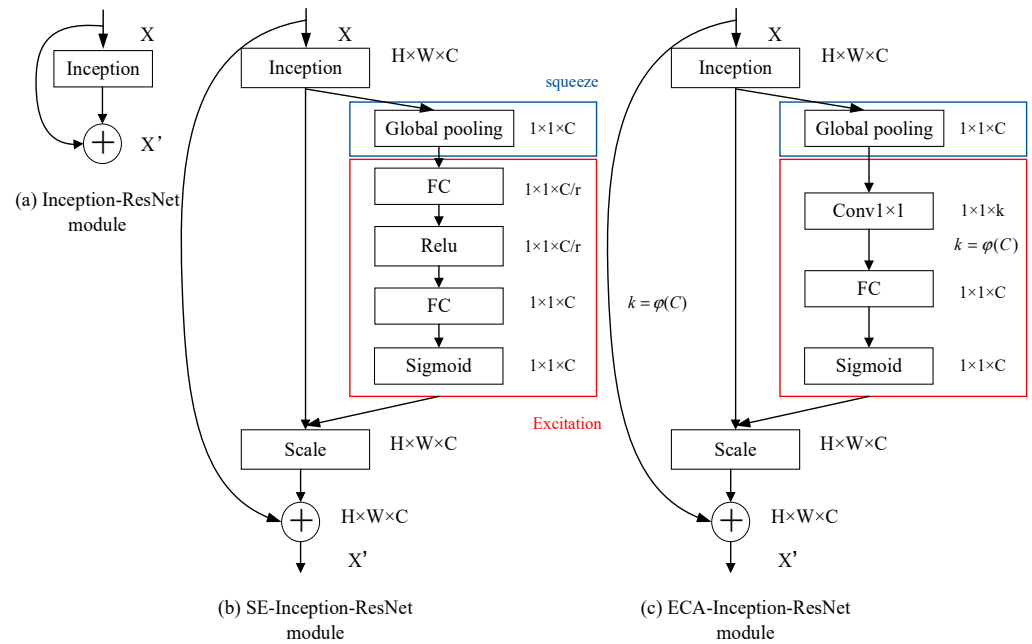 X
Inception
+
X'
(a) Inception-ResNet
module
X
Inception
H×W×C
squeeze
Global pooling
1×1×C
FC
1×1×C/r
Relu
1×1×C/r
FC
1×1×C
Sigmoid
1×1×C
Excitation
Scale
H×W×C
+
H×W×C
X'
(b) SE-Inception-ResNet
module
X
Inception
H×W×C
Global pooling
1×1×C
Conv1×1
1×1×k
k = φ(C)
FC
1×1×C
k = φ(C)
Sigmoid
1×1×C
Scale
H×W×C
+
H×W×C
X'
(c) ECA-Inception-ResNet
module